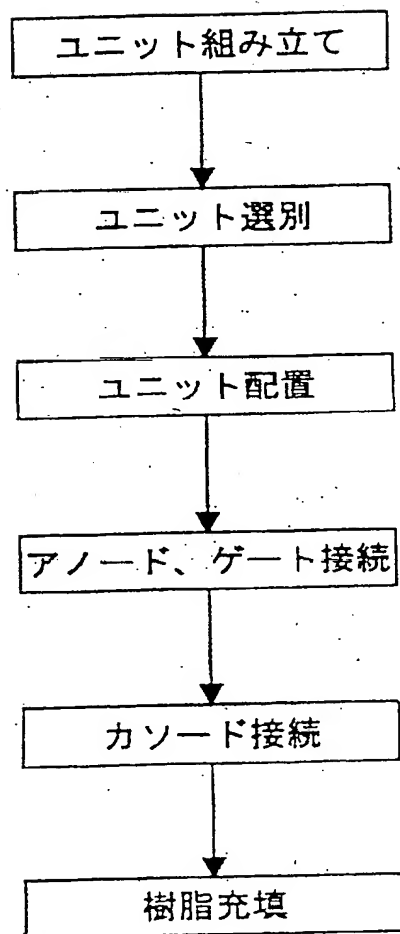 ユニット組み立て
ユニット選別
ユニット配置
アノード、ゲート接続
カソード接続
樹脂充填